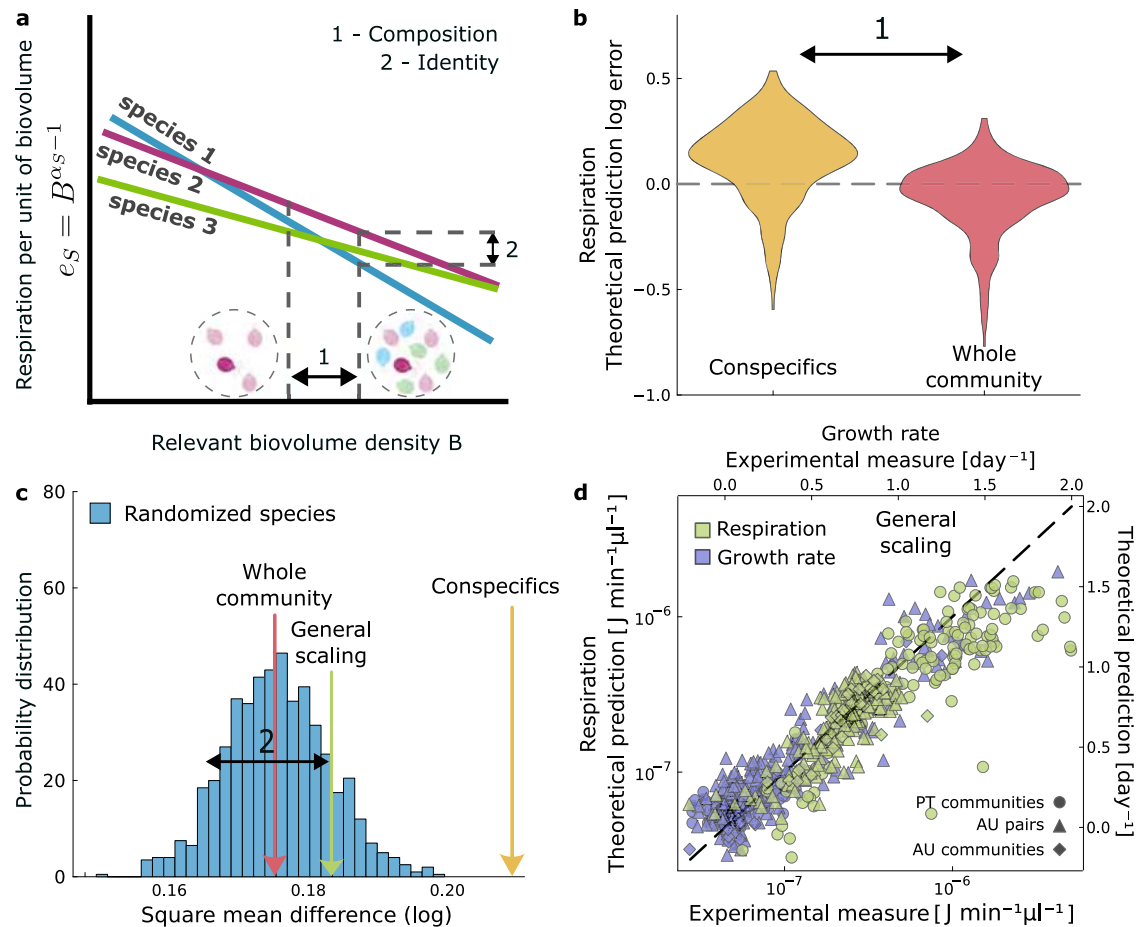 a
1 - Composition
2 - Identity
Respiration per unit of biovolume
e_S = B^{α_S−1}
species 1
species 2
species 3
2
1
Relevant biovolume density B
b
1
Respiration
Theoretical prediction log error
0.5
0.0
−0.5
−1.0
Conspecifics
Whole
community
c
Probability distribution
80
60
40
20
0
Randomized species
Whole
community
General
scaling
Conspecifics
2
0.16
0.18
0.20
Square mean difference (log)
d
Growth rate
Experimental measure [day⁻¹]
0.0
0.5
1.0
1.5
2.0
Respiration
Growth rate
General
scaling
Respiration
Theoretical prediction [J min⁻¹μl⁻¹]
10⁻⁶
10⁻⁷
2.0
1.5
1.0
0.5
0.0
Theoretical prediction [day⁻¹]
PT communities
AU pairs
AU communities
10⁻⁷
10⁻⁶
Experimental measure [J min⁻¹μl⁻¹]